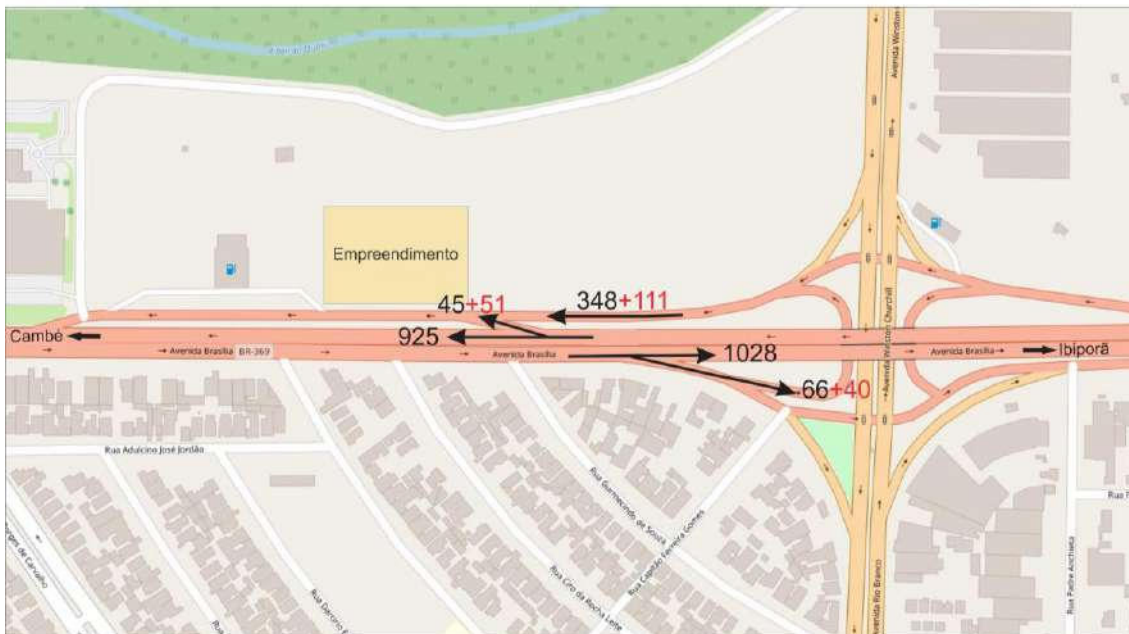 Avenida Winston
Avenida Winston Churchill
Empreendimento
45+51
348+111
925
Cambé
Avenida Brasília
BR-369
Avenida Brasília
1028
Avenida Brasília
Ibiporã
66+40
Rua Adulcino José Jordão
Rua Gumercindo de Souza
Rua Capitão Ferreira Gomes
Rua Ciro da Rocha Leite
Avenida Rio Branco
Rua Padre Anchieta